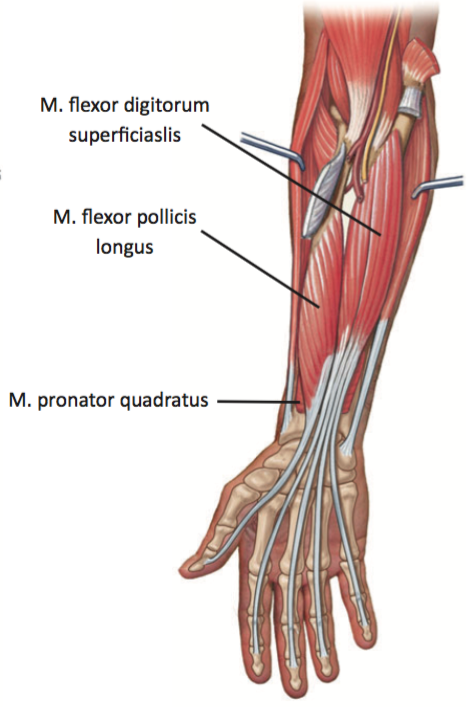 M. flexor digitorum
superficiaslis
M. flexor pollicis
longus
M. pronator quadratus